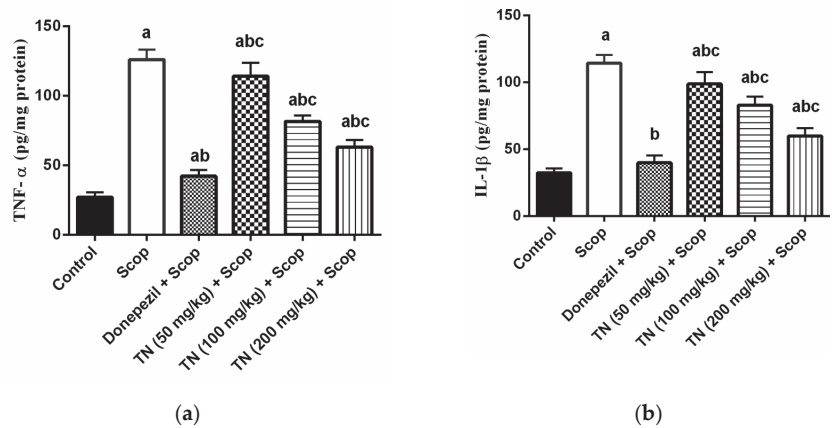 TNF- α (pg/mg protein)
150
100
50
0
a
ab
abc
abc
abc
Control
Scop
Donepezil + Scop
TN (50 mg/kg) + Scop
TN (100 mg/kg) + Scop
TN (200 mg/kg) + Scop
(a)
IL-1β (pg/mg protein)
150
100
50
0
a
b
abc
abc
abc
Control
Scop
Donepezil + Scop
TN (50 mg/kg) + Scop
TN (100 mg/kg) + Scop
TN (200 mg/kg) + Scop
(b)